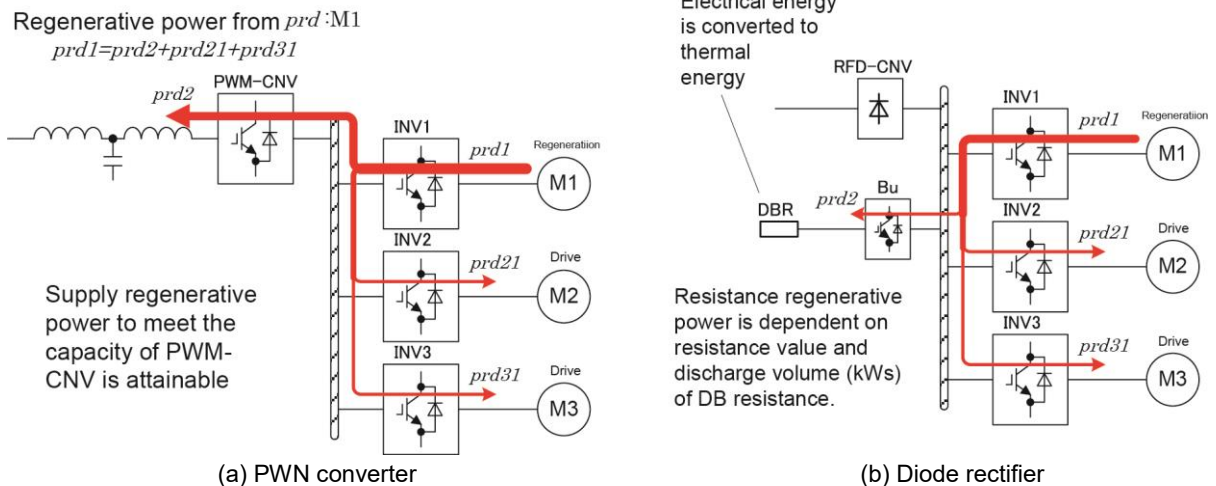 Regenerative power from prd:M1
prd1=prd2+prd21+prd31
PWM-CNV
prd2
INV1
prd1
Regeneratiion
M1
INV2
prd21
Drive
M2
INV3
prd31
Drive
M3
Supply regenerative
power to meet the
capacity of PWM-
CNV is attainable
(a) PWN converter
Electrical energy
is converted to
thermal
energy
RFD-CNV
INV1
prd1
Regeneratiion
M1
DBR
prd2
Bu
INV2
prd21
Drive
M2
INV3
prd31
Drive
M3
Resistance regenerative
power is dependent on
resistance value and
discharge volume (kWs)
of DB resistance.
(b) Diode rectifier